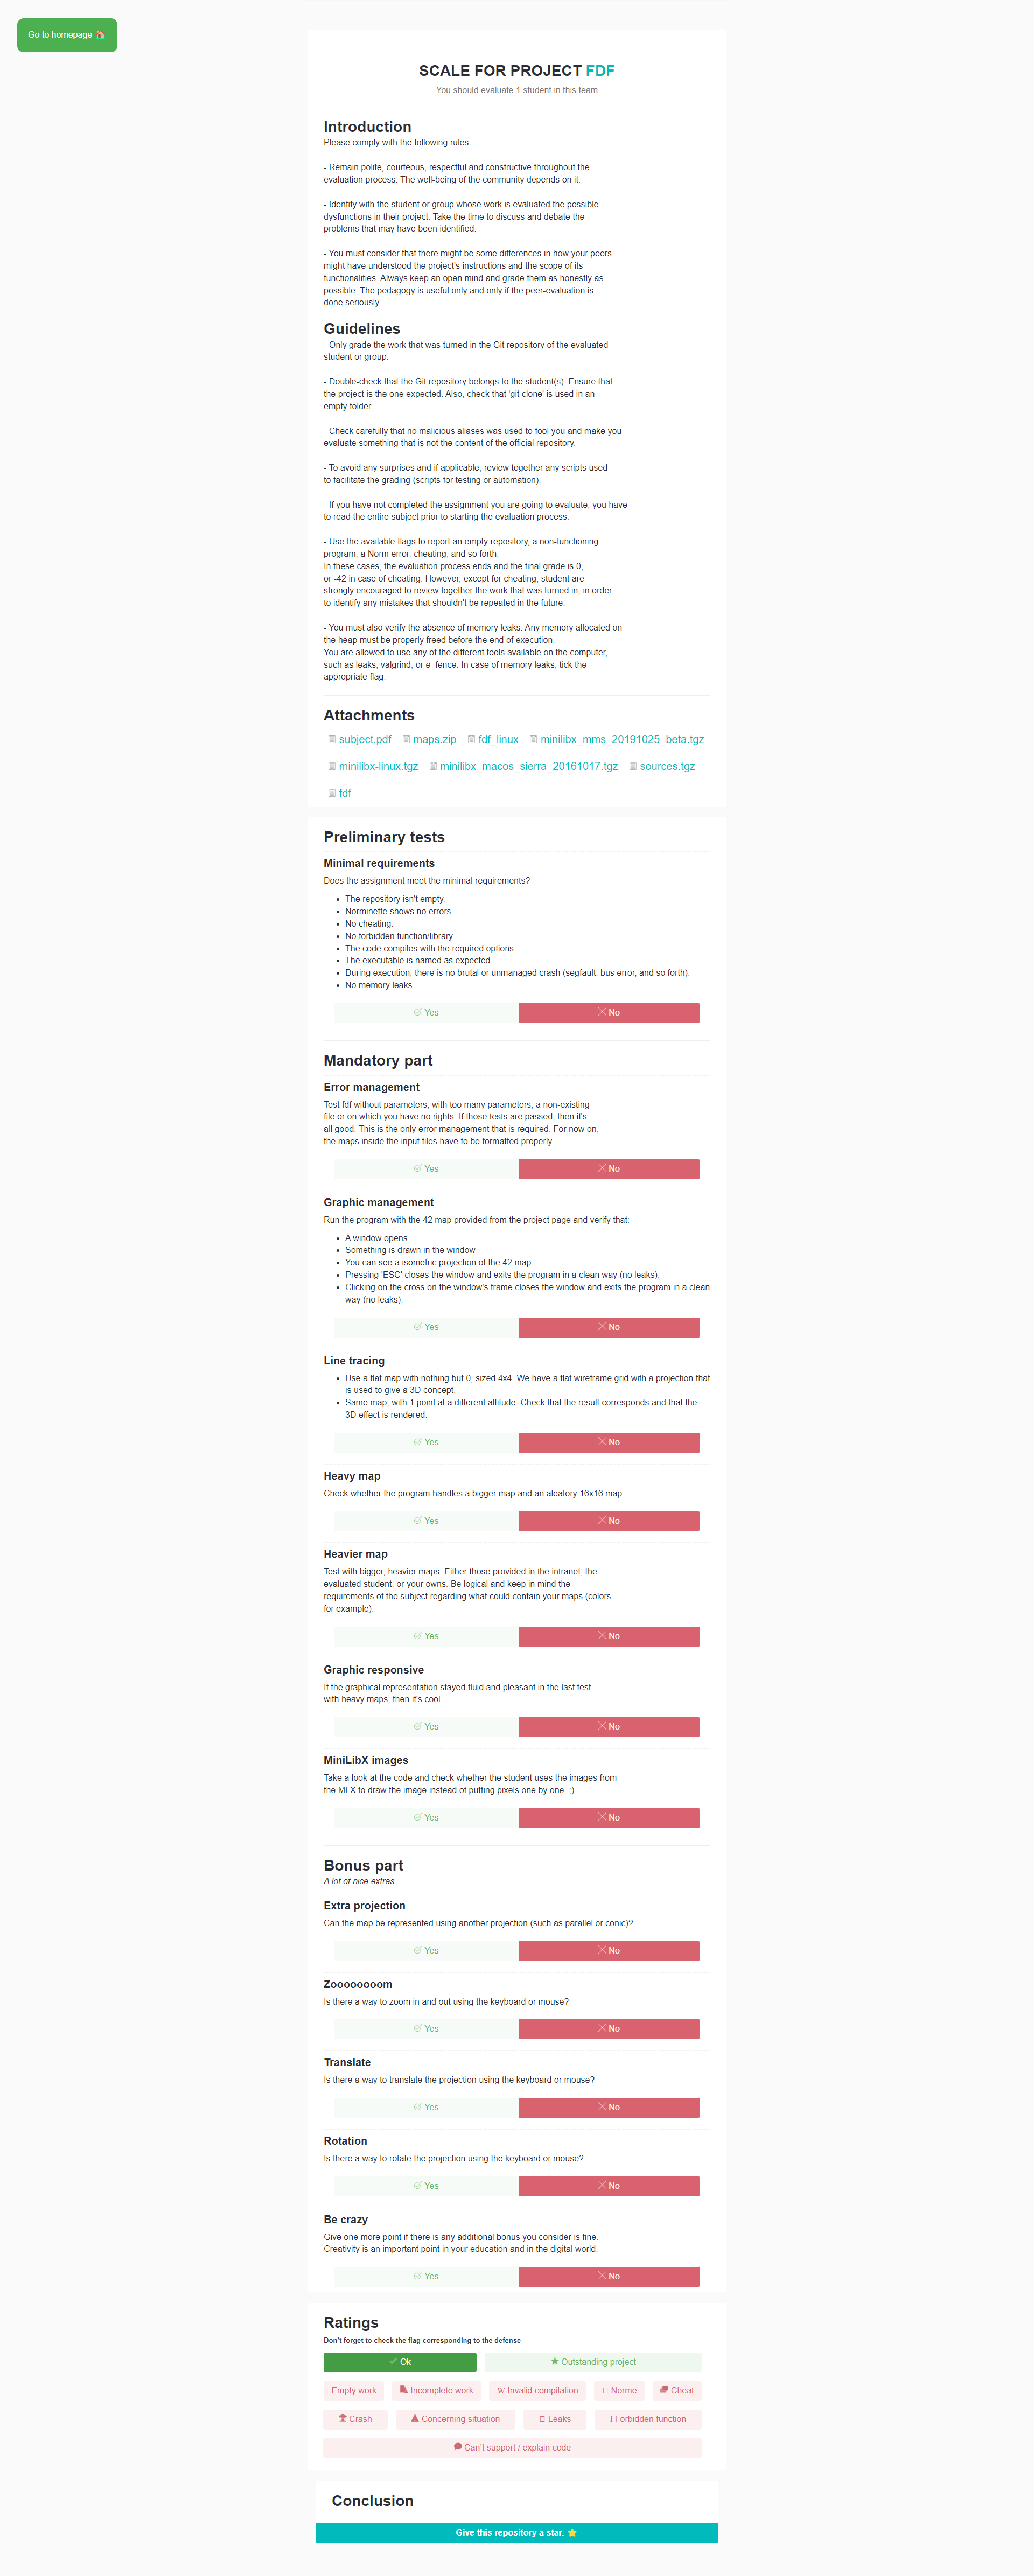 Go to homepage
SCALE FOR PROJECT FDF
You should evaluate 1 student in this team
Introduction
Please comply with the following rules:
- Remain polite, courteous, respectful and constructive throughout the
evaluation process. The well-being of the community depends on it.
- Identify with the student or group whose work is evaluated the possible
dysfunctions in their project. Take the time to discuss and debate the
problems that may have been identified.
- You must consider that there might be some differences in how your peers
might have understood the project's instructions and the scope of its
functionalities. Always keep an open mind and grade them as honestly as
possible. The pedagogy is useful only and only if the peer-evaluation is
done seriously.
Guidelines
- Only grade the work that was turned in the Git repository of the evaluated
student or group.
- Double-check that the Git repository belongs to the student(s). Ensure that
the project is the one expected. Also, check that 'git clone' is used in an
empty folder.
- Check carefully that no malicious aliases was used to fool you and make you
evaluate something that is not the content of the official repository.
- To avoid any surprises and if applicable, review together any scripts used
to facilitate the grading (scripts for testing or automation).
- If you have not completed the assignment you are going to evaluate, you have
to read the entire subject prior to starting the evaluation process.
- Use the available flags to report an empty repository, a non-functioning
program, a Norm error, cheating, and so forth.
In these cases, the evaluation process ends and the final grade is 0,
or -42 in case of cheating. However, except for cheating, student are
strongly encouraged to review together the work that was turned in, in order
to identify any mistakes that shouldn't be repeated in the future.
- You must also verify the absence of memory leaks. Any memory allocated on
the heap must be properly freed before the end of execution.
You are allowed to use any of the different tools available on the computer,
such as leaks, valgrind, or e_fence. In case of memory leaks, tick the
appropriate flag.
Attachments
subject.pdf maps.zip fdf_linux minilibx_mms_20191025_beta.tgz
minilibx-linux.tgz minilibx_macos_sierra_20161017.tgz sources.tgz
fdf
Preliminary tests
Minimal requirements
Does the assignment meet the minimal requirements?
• The repository isn't empty.
• Norminette shows no errors.
• No cheating.
• No forbidden function/library.
• The code compiles with the required options.
• The executable is named as expected.
• During execution, there is no brutal or unmanaged crash (segfault, bus error, and so forth).
• No memory leaks.
Yes No
Mandatory part
Error management
Test fdf without parameters, with too many parameters, a non-existing
file or on which you have no rights. If those tests are passed, then it's
all good. This is the only error management that is required. For now on,
the maps inside the input files have to be formatted properly.
Yes No
Graphic management
Run the program with the 42 map provided from the project page and verify that:
• A window opens
• Something is drawn in the window
• You can see a isometric projection of the 42 map
• Pressing 'ESC' closes the window and exits the program in a clean way (no leaks).
• Clicking on the cross on the window's frame closes the window and exits the program in a clean
way (no leaks).
Yes No
Line tracing
• Use a flat map with nothing but 0, sized 4x4. We have a flat wireframe grid with a projection that
is used to give a 3D concept.
• Same map, with 1 point at a different altitude. Check that the result corresponds and that the
3D effect is rendered.
Yes No
Heavy map
Check whether the program handles a bigger map and an aleatory 16x16 map.
Yes No
Heavier map
Test with bigger, heavier maps. Either those provided in the intranet, the
evaluated student, or your owns. Be logical and keep in mind the
requirements of the subject regarding what could contain your maps (colors
for example).
Yes No
Graphic responsive
If the graphical representation stayed fluid and pleasant in the last test
with heavy maps, then it's cool.
Yes No
MiniLibX images
Take a look at the code and check whether the student uses the images from
the MLX to draw the image instead of putting pixels one by one. ;)
Yes No
Bonus part
A lot of nice extras.
Extra projection
Can the map be represented using another projection (such as parallel or conic)?
Yes No
Zoooooooom
Is there a way to zoom in and out using the keyboard or mouse?
Yes No
Translate
Is there a way to translate the projection using the keyboard or mouse?
Yes No
Rotation
Is there a way to rotate the projection using the keyboard or mouse?
Yes No
Be crazy
Give one more point if there is any additional bonus you consider is fine.
Creativity is an important point in your education and in the digital world.
Yes No
Ratings
Don't forget to check the flag corresponding to the defense
Ok Outstanding project
Empty work Incomplete work Invalid compilation Norme Cheat
Crash Concerning situation Leaks Forbidden function
Can't support / explain code
Conclusion
Give this repository a star.